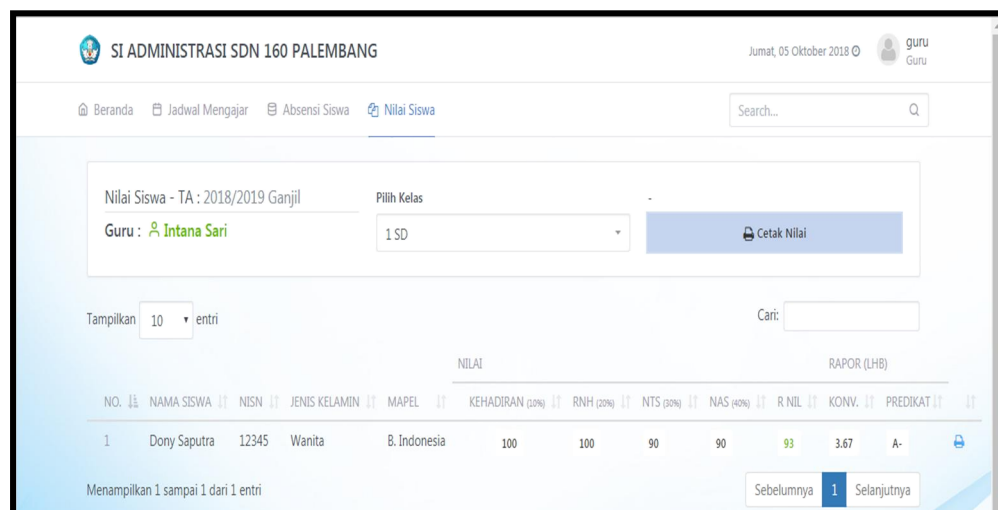 SI ADMINISTRASI SDN 160 PALEMBANG
Jumat, 05 Oktober 2018
guru
Guru
Beranda Jadwal Mengajar Absensi Siswa Nilai Siswa
Search...
Nilai Siswa - TA : 2018/2019 Ganjil
Guru : Intana Sari
Pilih Kelas
1 SD
-
Cetak Nilai
Tampilkan 10 entri
Cari:
NILAI RAPOR (LHB)
NO. NAMA SISWA NISN JENIS KELAMIN MAPEL KEHADIRAN (10%) RNH (20%) NTS (30%) NAS (40%) R NIL KONV. PREDIKAT
1 Dony Saputra 12345 Wanita B. Indonesia 100 100 90 90 93 3.67 A-
Menampilkan 1 sampai 1 dari 1 entri
Sebelumnya 1 Selanjutnya